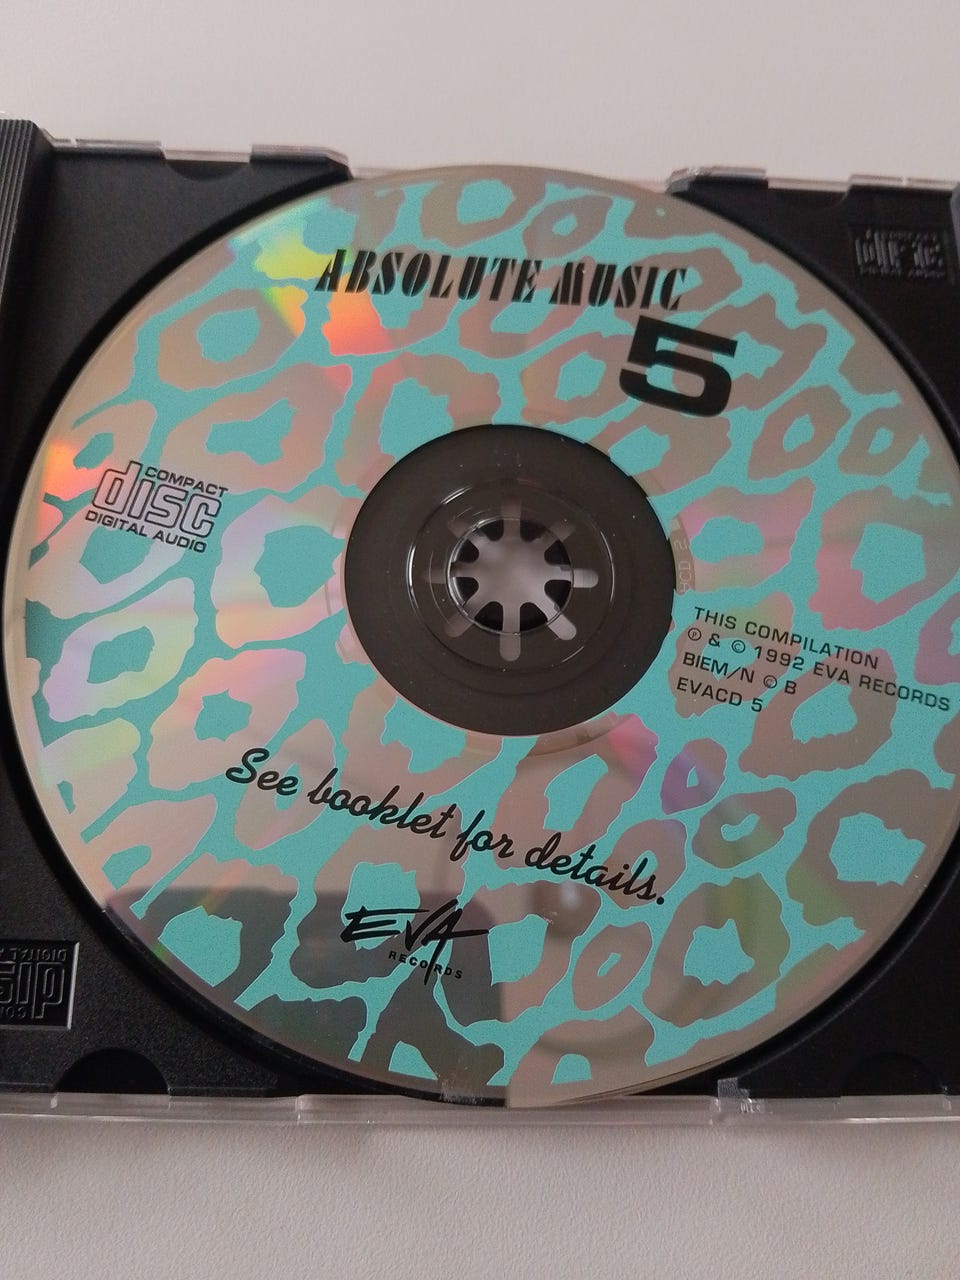 ABSOLUTE MUSIC
5
COMPACT
disc
DIGITAL AUDIO
THIS COMPILATION
Ⓟ & © 1992 EVA RECORDS
BIEM/N ©B
EVACD 5
See booklet for details.
EVA
RECORDS